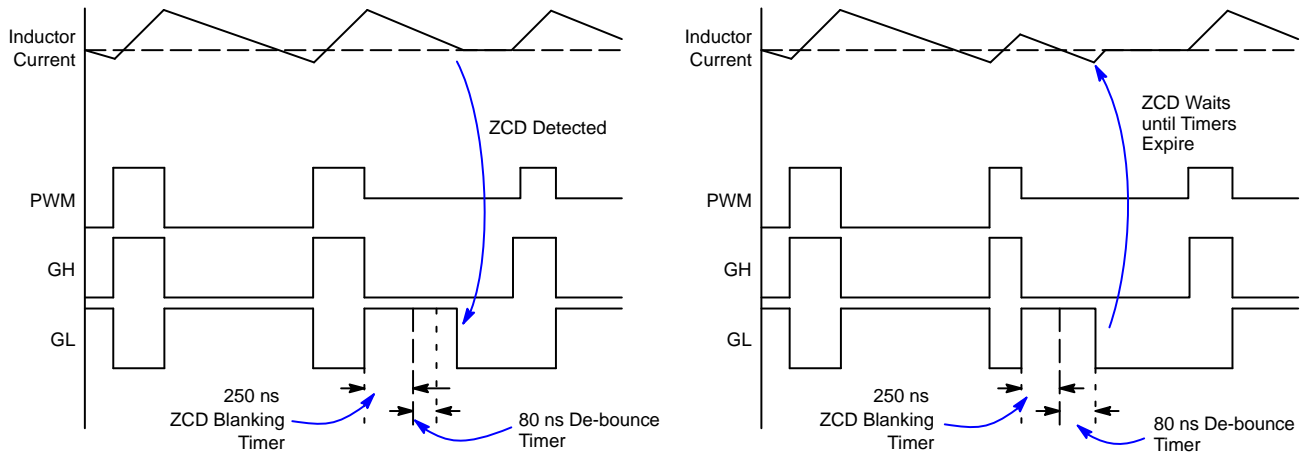 Inductor
Current
ZCD Detected
PWM
GH
GL
250 ns
ZCD Blanking
Timer
80 ns De-bounce
Timer
Inductor
Current
ZCD Waits
until Timers
Expire
PWM
GH
GL
250 ns
ZCD Blanking
Timer
80 ns De-bounce
Timer